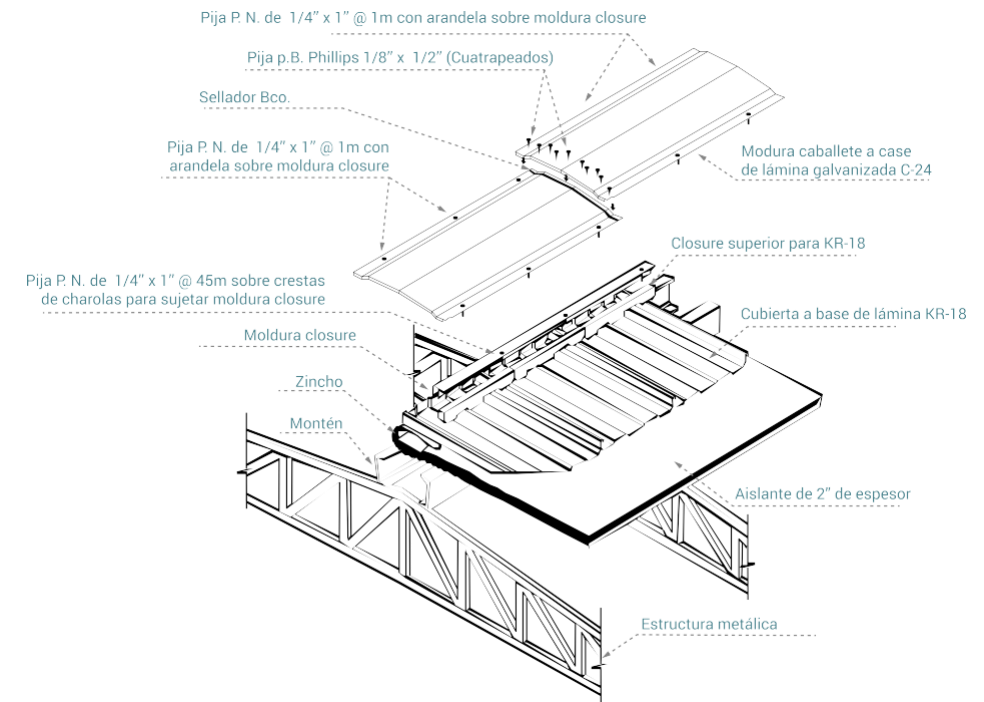 Pija P. N. de 1/4” x 1” @ 1m con arandela sobre moldura closure
Pija p.B. Phillips 1/8” x 1/2” (Cuatrapeados)
Sellador Bco.
Pija P. N. de 1/4” x 1” @ 1m con
arandela sobre moldura closure
Modura caballete a case
de lámina galvanizada C-24
Closure superior para KR-18
Pija P. N. de 1/4” x 1” @ 45m sobre crestas
de charolas para sujetar moldura closure
Cubierta a base de lámina KR-18
Moldura closure
Zincho
Montén
Aislante de 2” de espesor
Estructura metálica